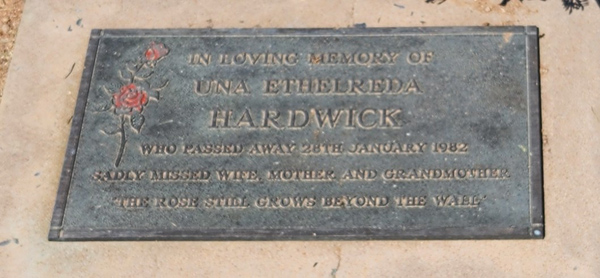 IN LOVING MEMORY OF
UNA ETHELREDA
HARDWICK
WHO PASSED AWAY 28TH JANUARY 1982
SADLY MISSED WIFE, MOTHER AND GRANDMOTHER
"THE ROSE STILL GROWS BEYOND THE WALL"